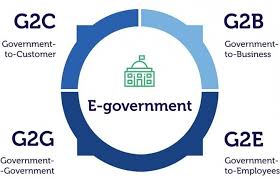 G2C
Government-
to-Customer
G2B
Government-
to-Business
E-government
G2G
Government-
-Government
G2E
Government-
to-Employees